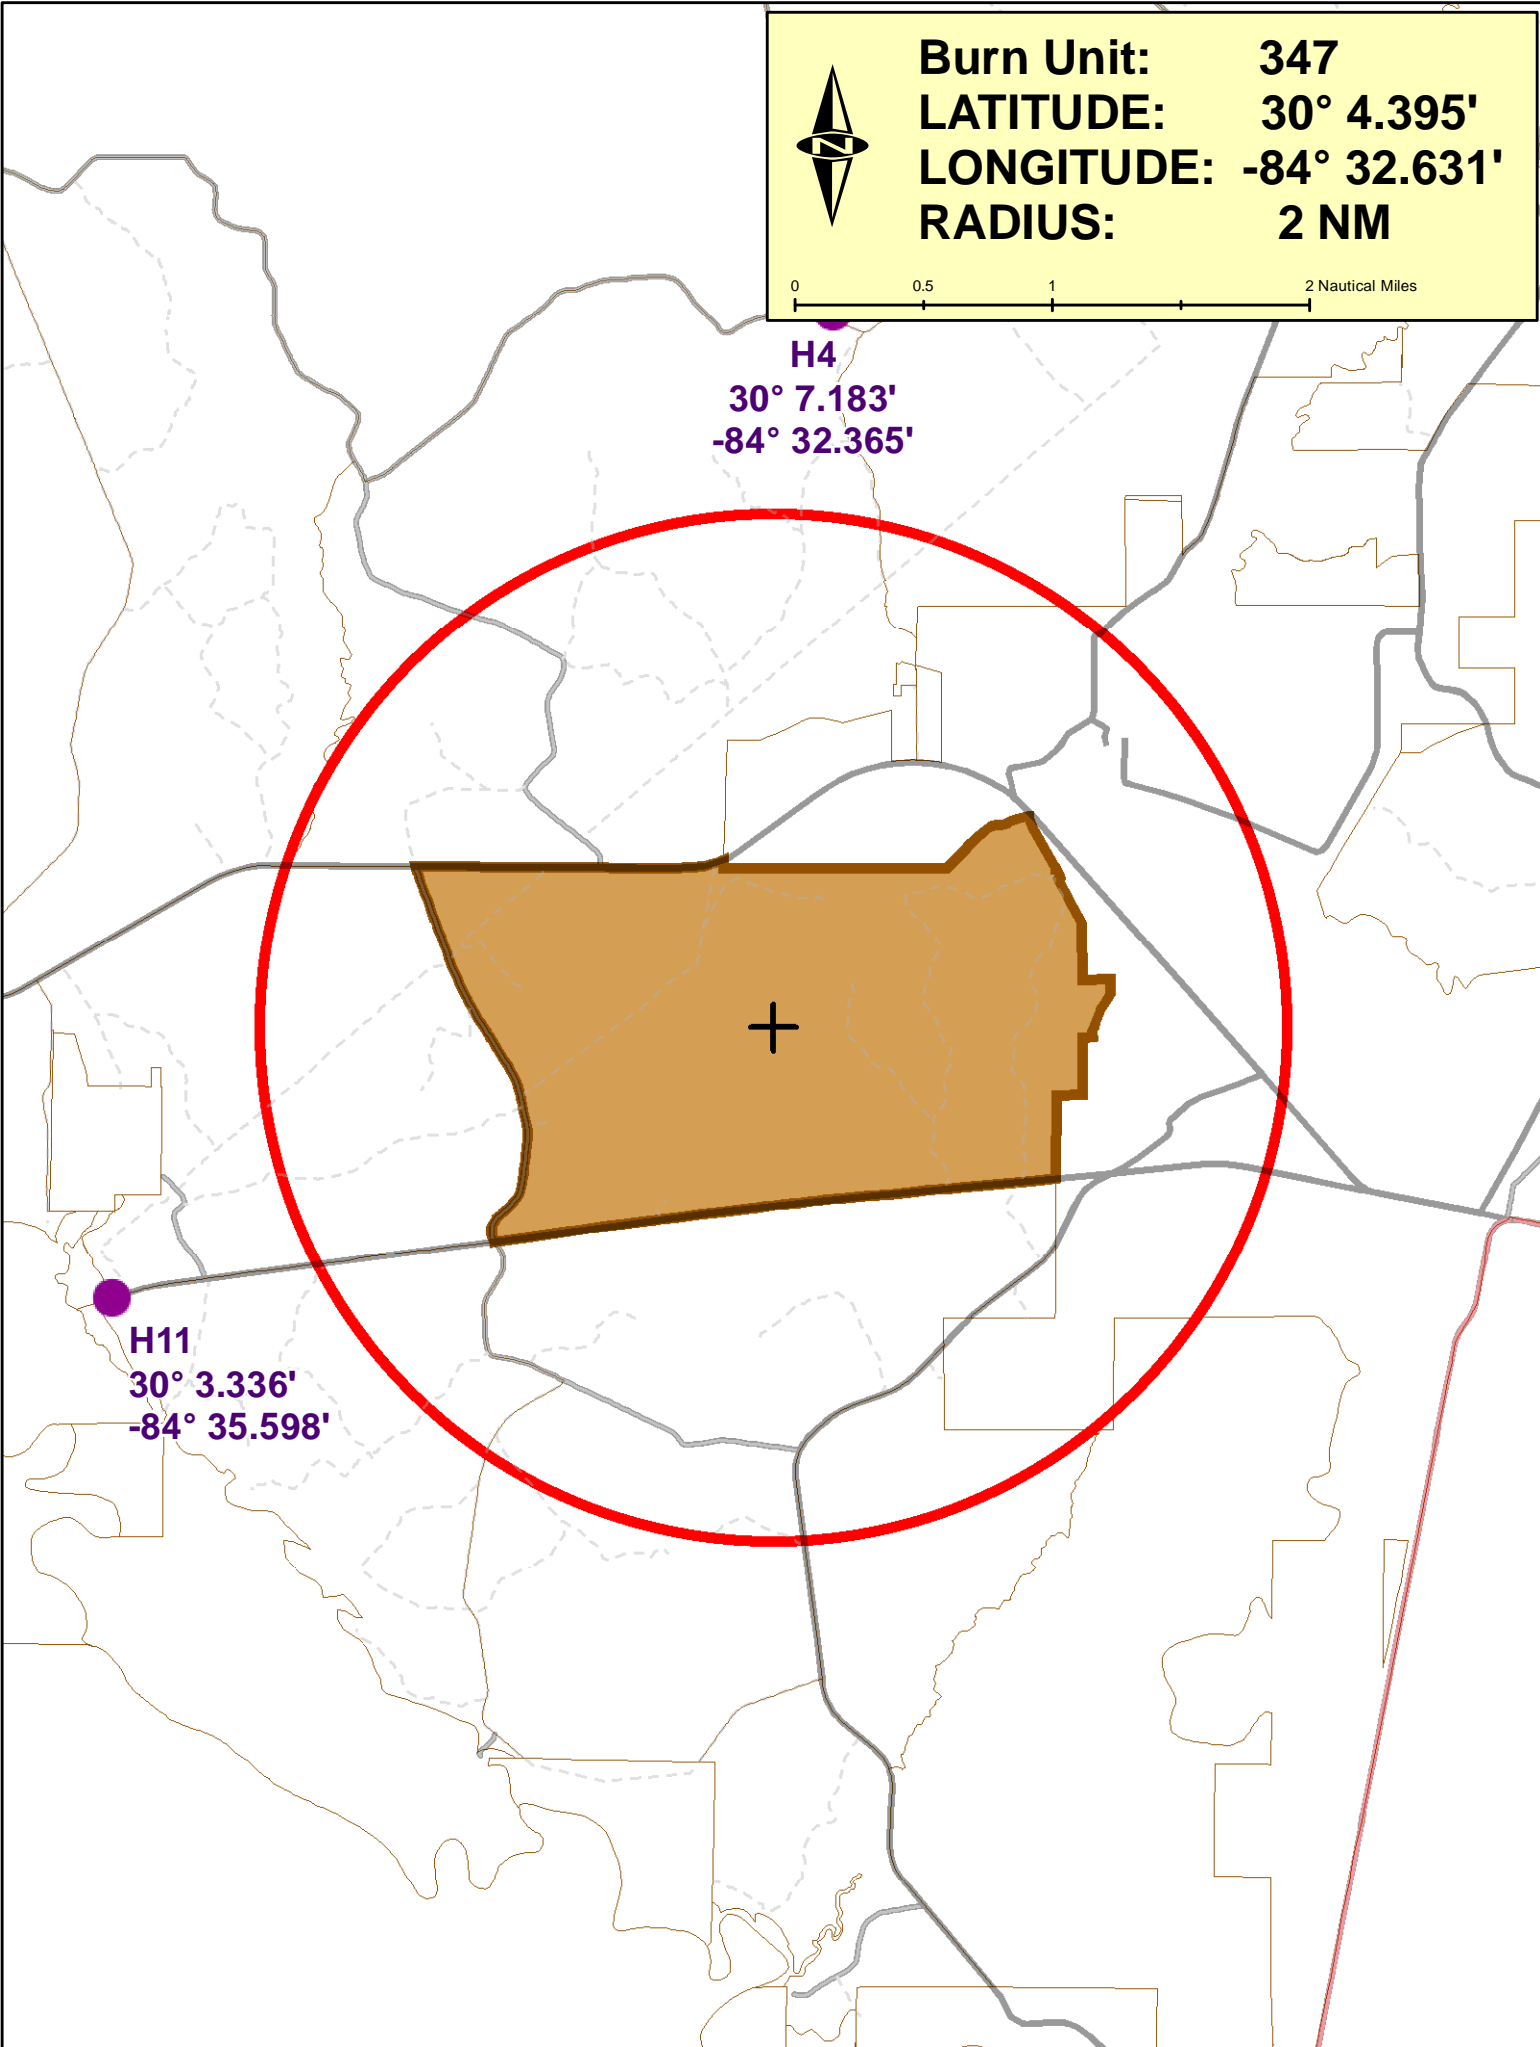 Burn Unit: 347
LATITUDE: 30° 4.395'
LONGITUDE: -84° 32.631'
RADIUS: 2 NM
N
0 0.5 1 2 Nautical Miles
H4
30° 7.183'
-84° 32.365'
H11
30° 3.336'
-84° 35.598'